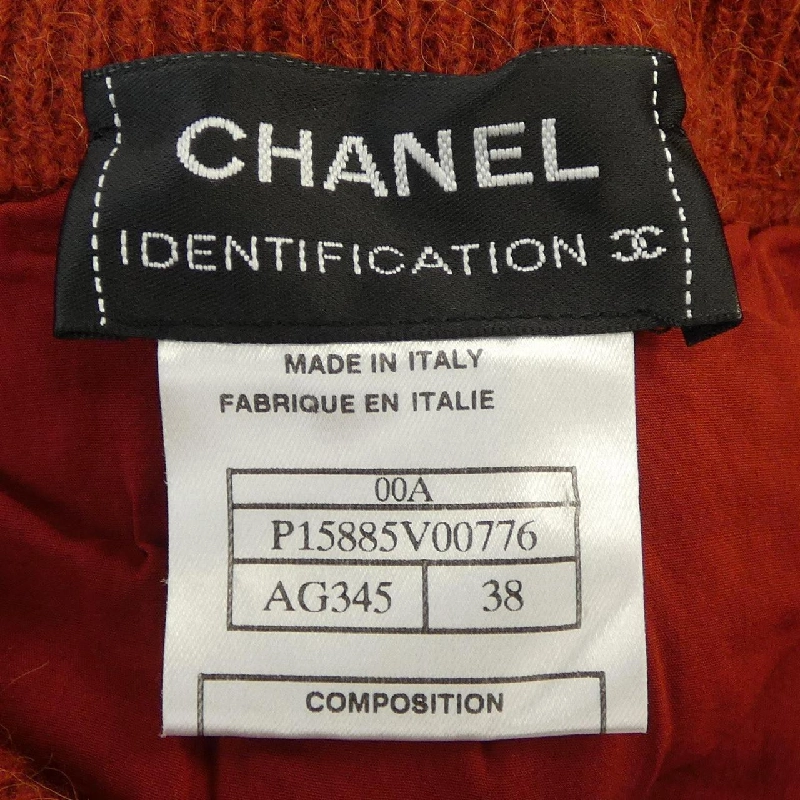 CHANEL
IDENTIFICATION
MADE IN ITALY
FABRIQUE EN ITALIE
00A
P15885V00776
AG345 38
COMPOSITION